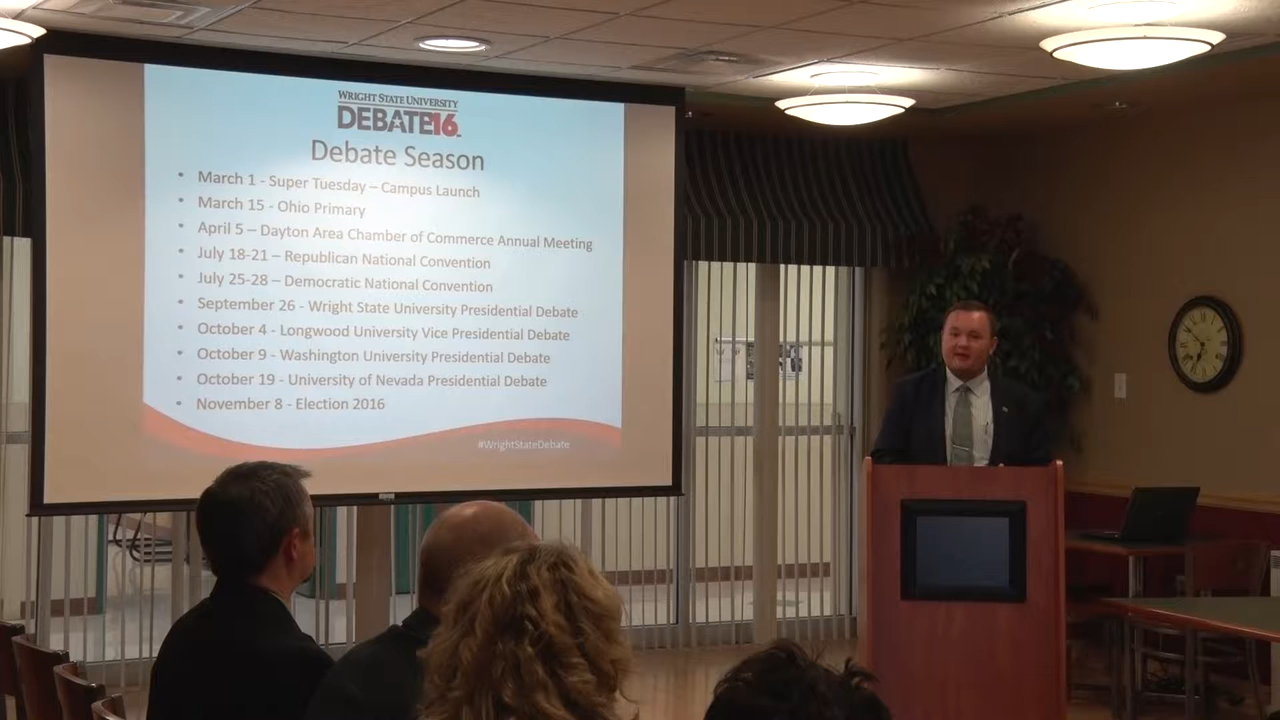 WRIGHT STATE UNIVERSITY
DEBATE16
Debate Season
• March 1 - Super Tuesday – Campus Launch
• March 15 - Ohio Primary
• April 5 – Dayton Area Chamber of Commerce Annual Meeting
• July 18-21 – Republican National Convention
• July 25-28 – Democratic National Convention
• September 26 - Wright State University Presidential Debate
• October 4 - Longwood University Vice Presidential Debate
• October 9 - Washington University Presidential Debate
• October 19 - University of Nevada Presidential Debate
• November 8 - Election 2016
#WrightStateDebate